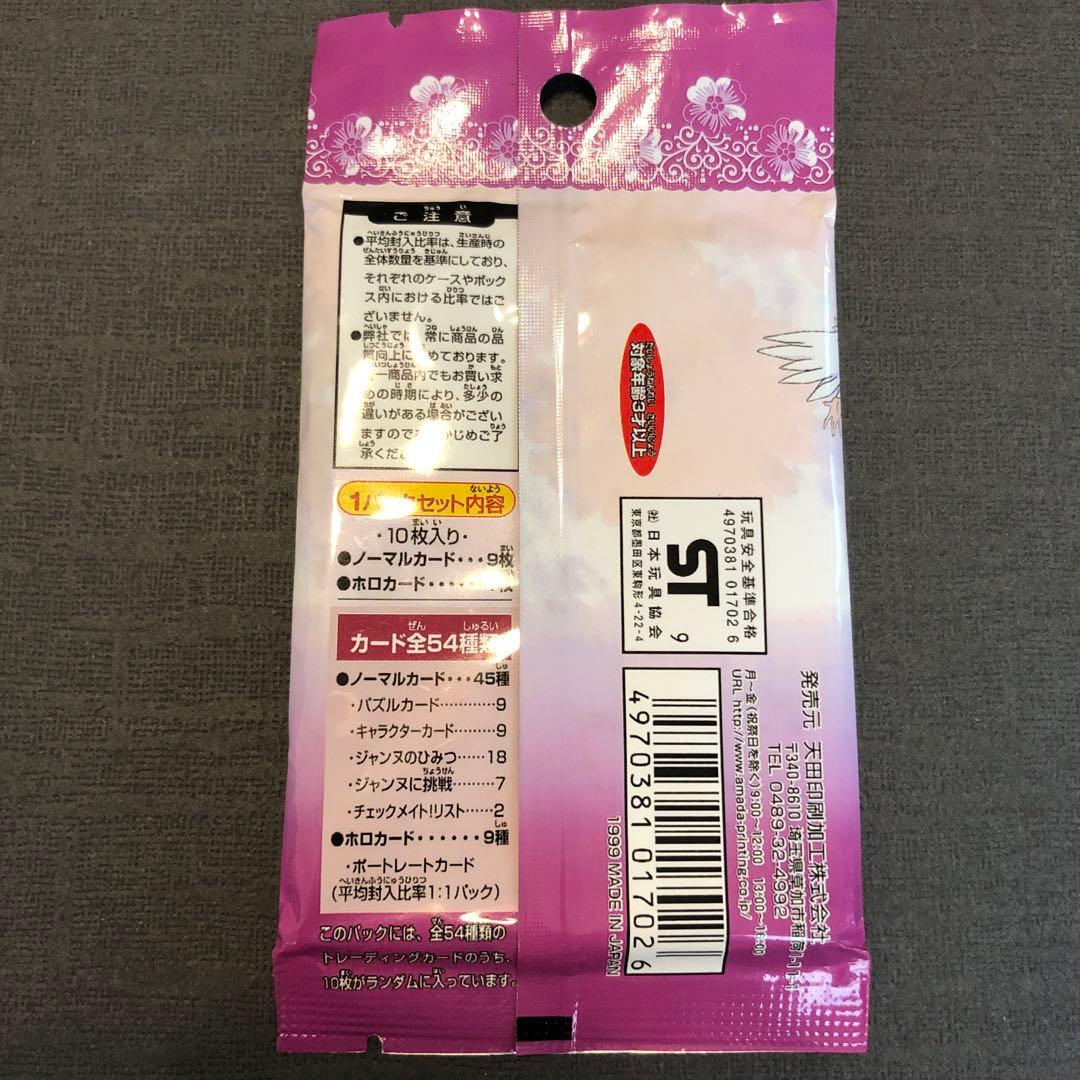 ご注意
●平均封入比率は、生産時の
全体数量を基準にしており、
それぞれのケースやボック
ス内における比率ではご
ざいません。
●弊社では 常に商品の品
質向上に めております。
一商品内でもお買い求
めの時期により、多少の
違いがある場合がござい
ますので かじめご了
承くだ
1パ セット内容
・10枚入り・
●ノーマルカード・・・9枚
●ホロカード・・・・・
カード全54種類
●ノーマルカード・・・45種
・パズルカード…………9
・キャラクターカード………9
・ジャンヌのひみつ……18
・ジャンヌに挑戦………7
・チェックメイト!リスト……2
●ホロカード・・・・・・9種
・ポートレートカード
(平均封入比率1:1パック)
このパックには、全54種類の
トレーディングカードのうち、
10枚がランダムに入っています。
対象年齢3才以上
玩具安全基準合格
4970381 01702 6
ST
9
(社)日本玩具協会
東京都墨田区東駒形4-22-4
4970381017026
1999 MADE IN JAPAN
発売元 天田印刷加工株式会社
〒340-8610 埼玉県草加市稲荷1-11-1
TEL 0489-32-4992
月〜金(祝祭日を除く)9:00〜12:00 13:00〜16:00
URL http://www.amada-printing.co.jp/